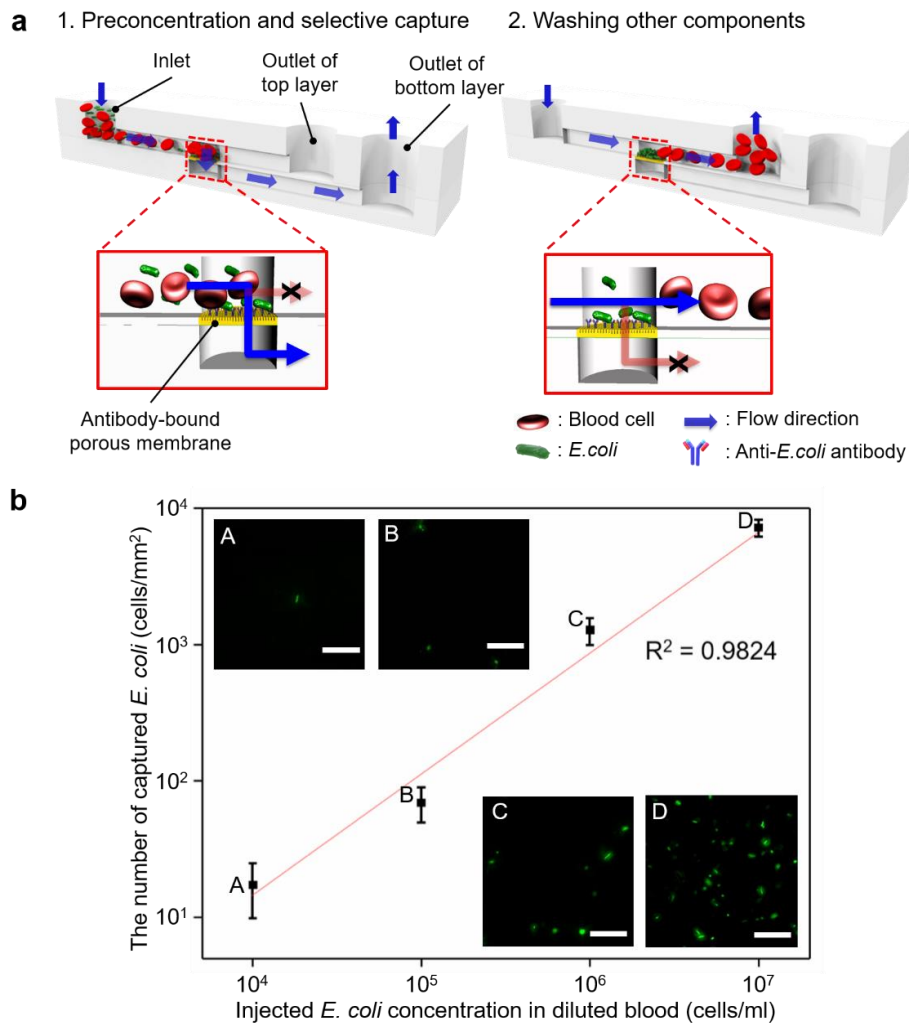 a
1. Preconcentration and selective capture
2. Washing other components
Inlet
Outlet of
top layer
Outlet of
bottom layer
Antibody-bound
porous membrane
: Blood cell
: Flow direction
: E.coli
: Anti-E.coli antibody
b
The number of captured E. coli (cells/mm²)
10⁴
10³
10²
10¹
A
B
C
D
R² = 0.9824
A
B
C
D
10⁴
10⁵
10⁶
10⁷
Injected E. coli concentration in diluted blood (cells/ml)